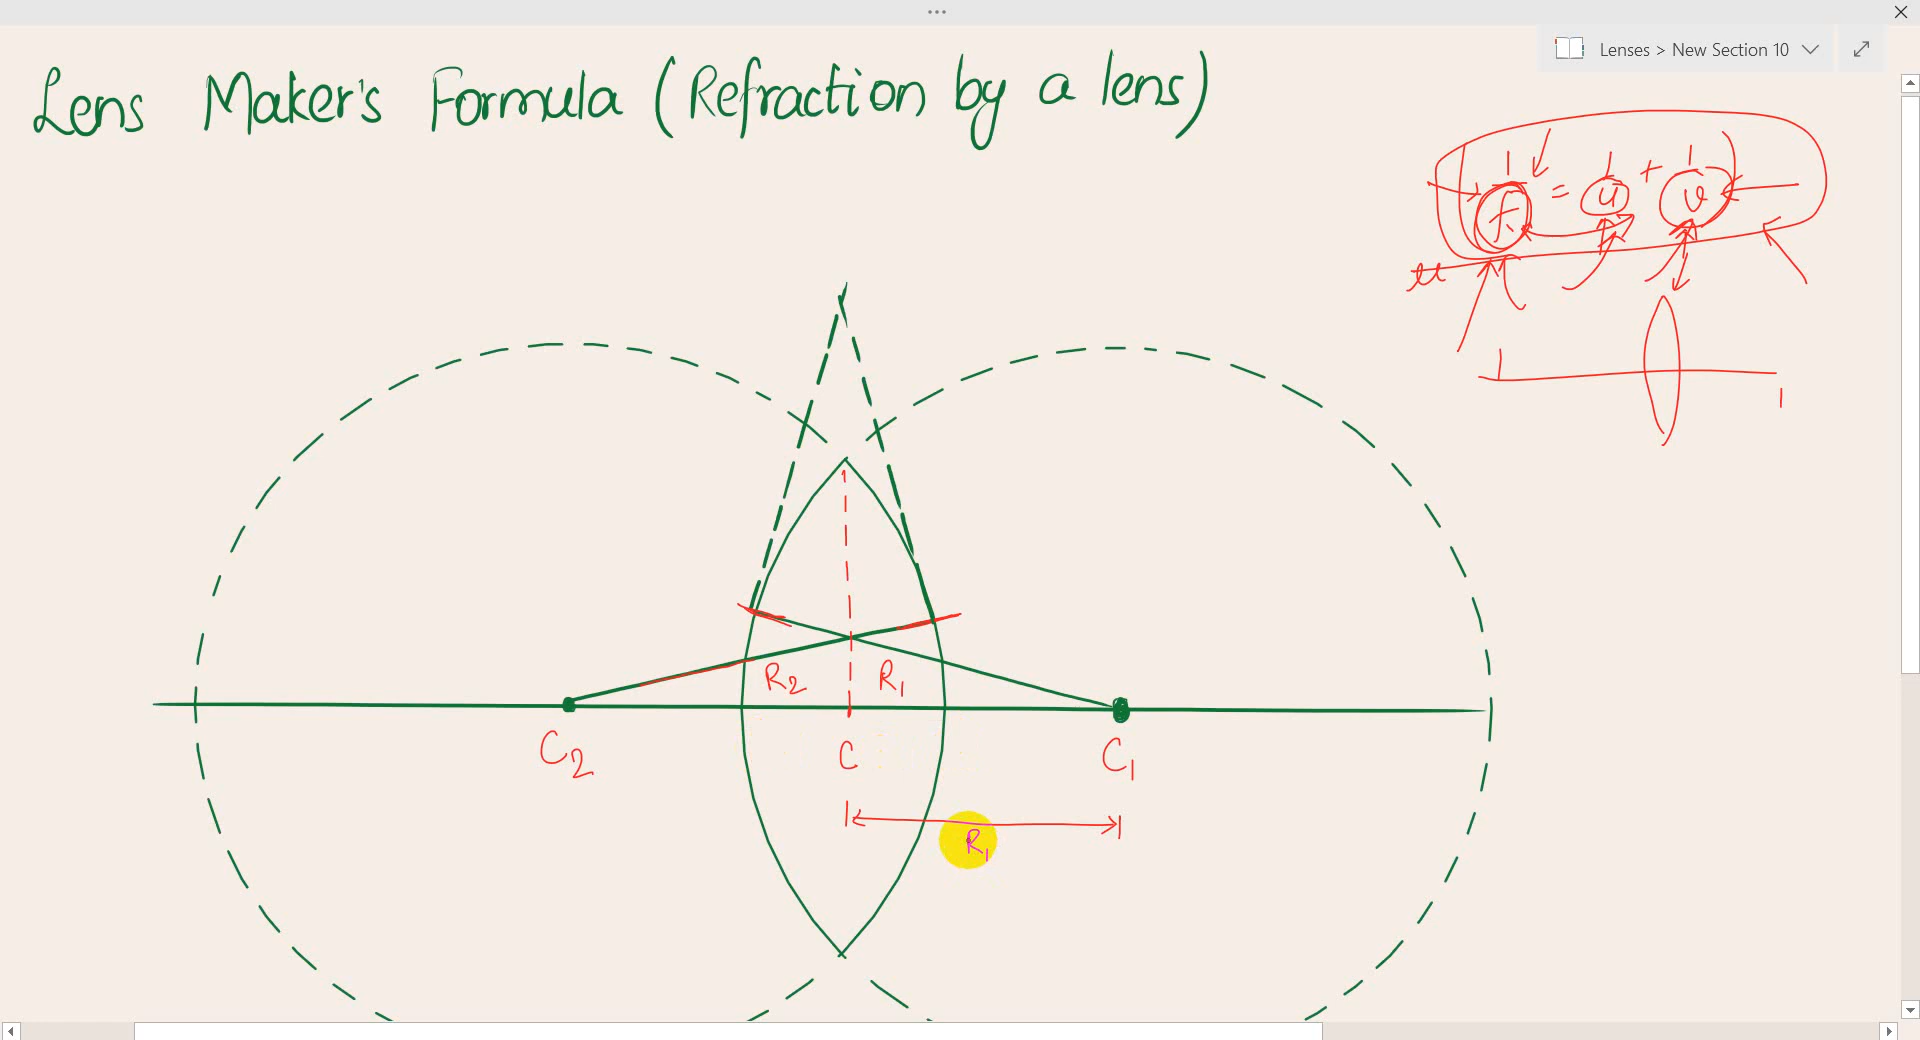 Lenses > New Section 10
Lens Maker's Formula (Refraction by a lens)
1/f = 1/u + 1/v
R₂ R₁
C₂ C C₁
R₁